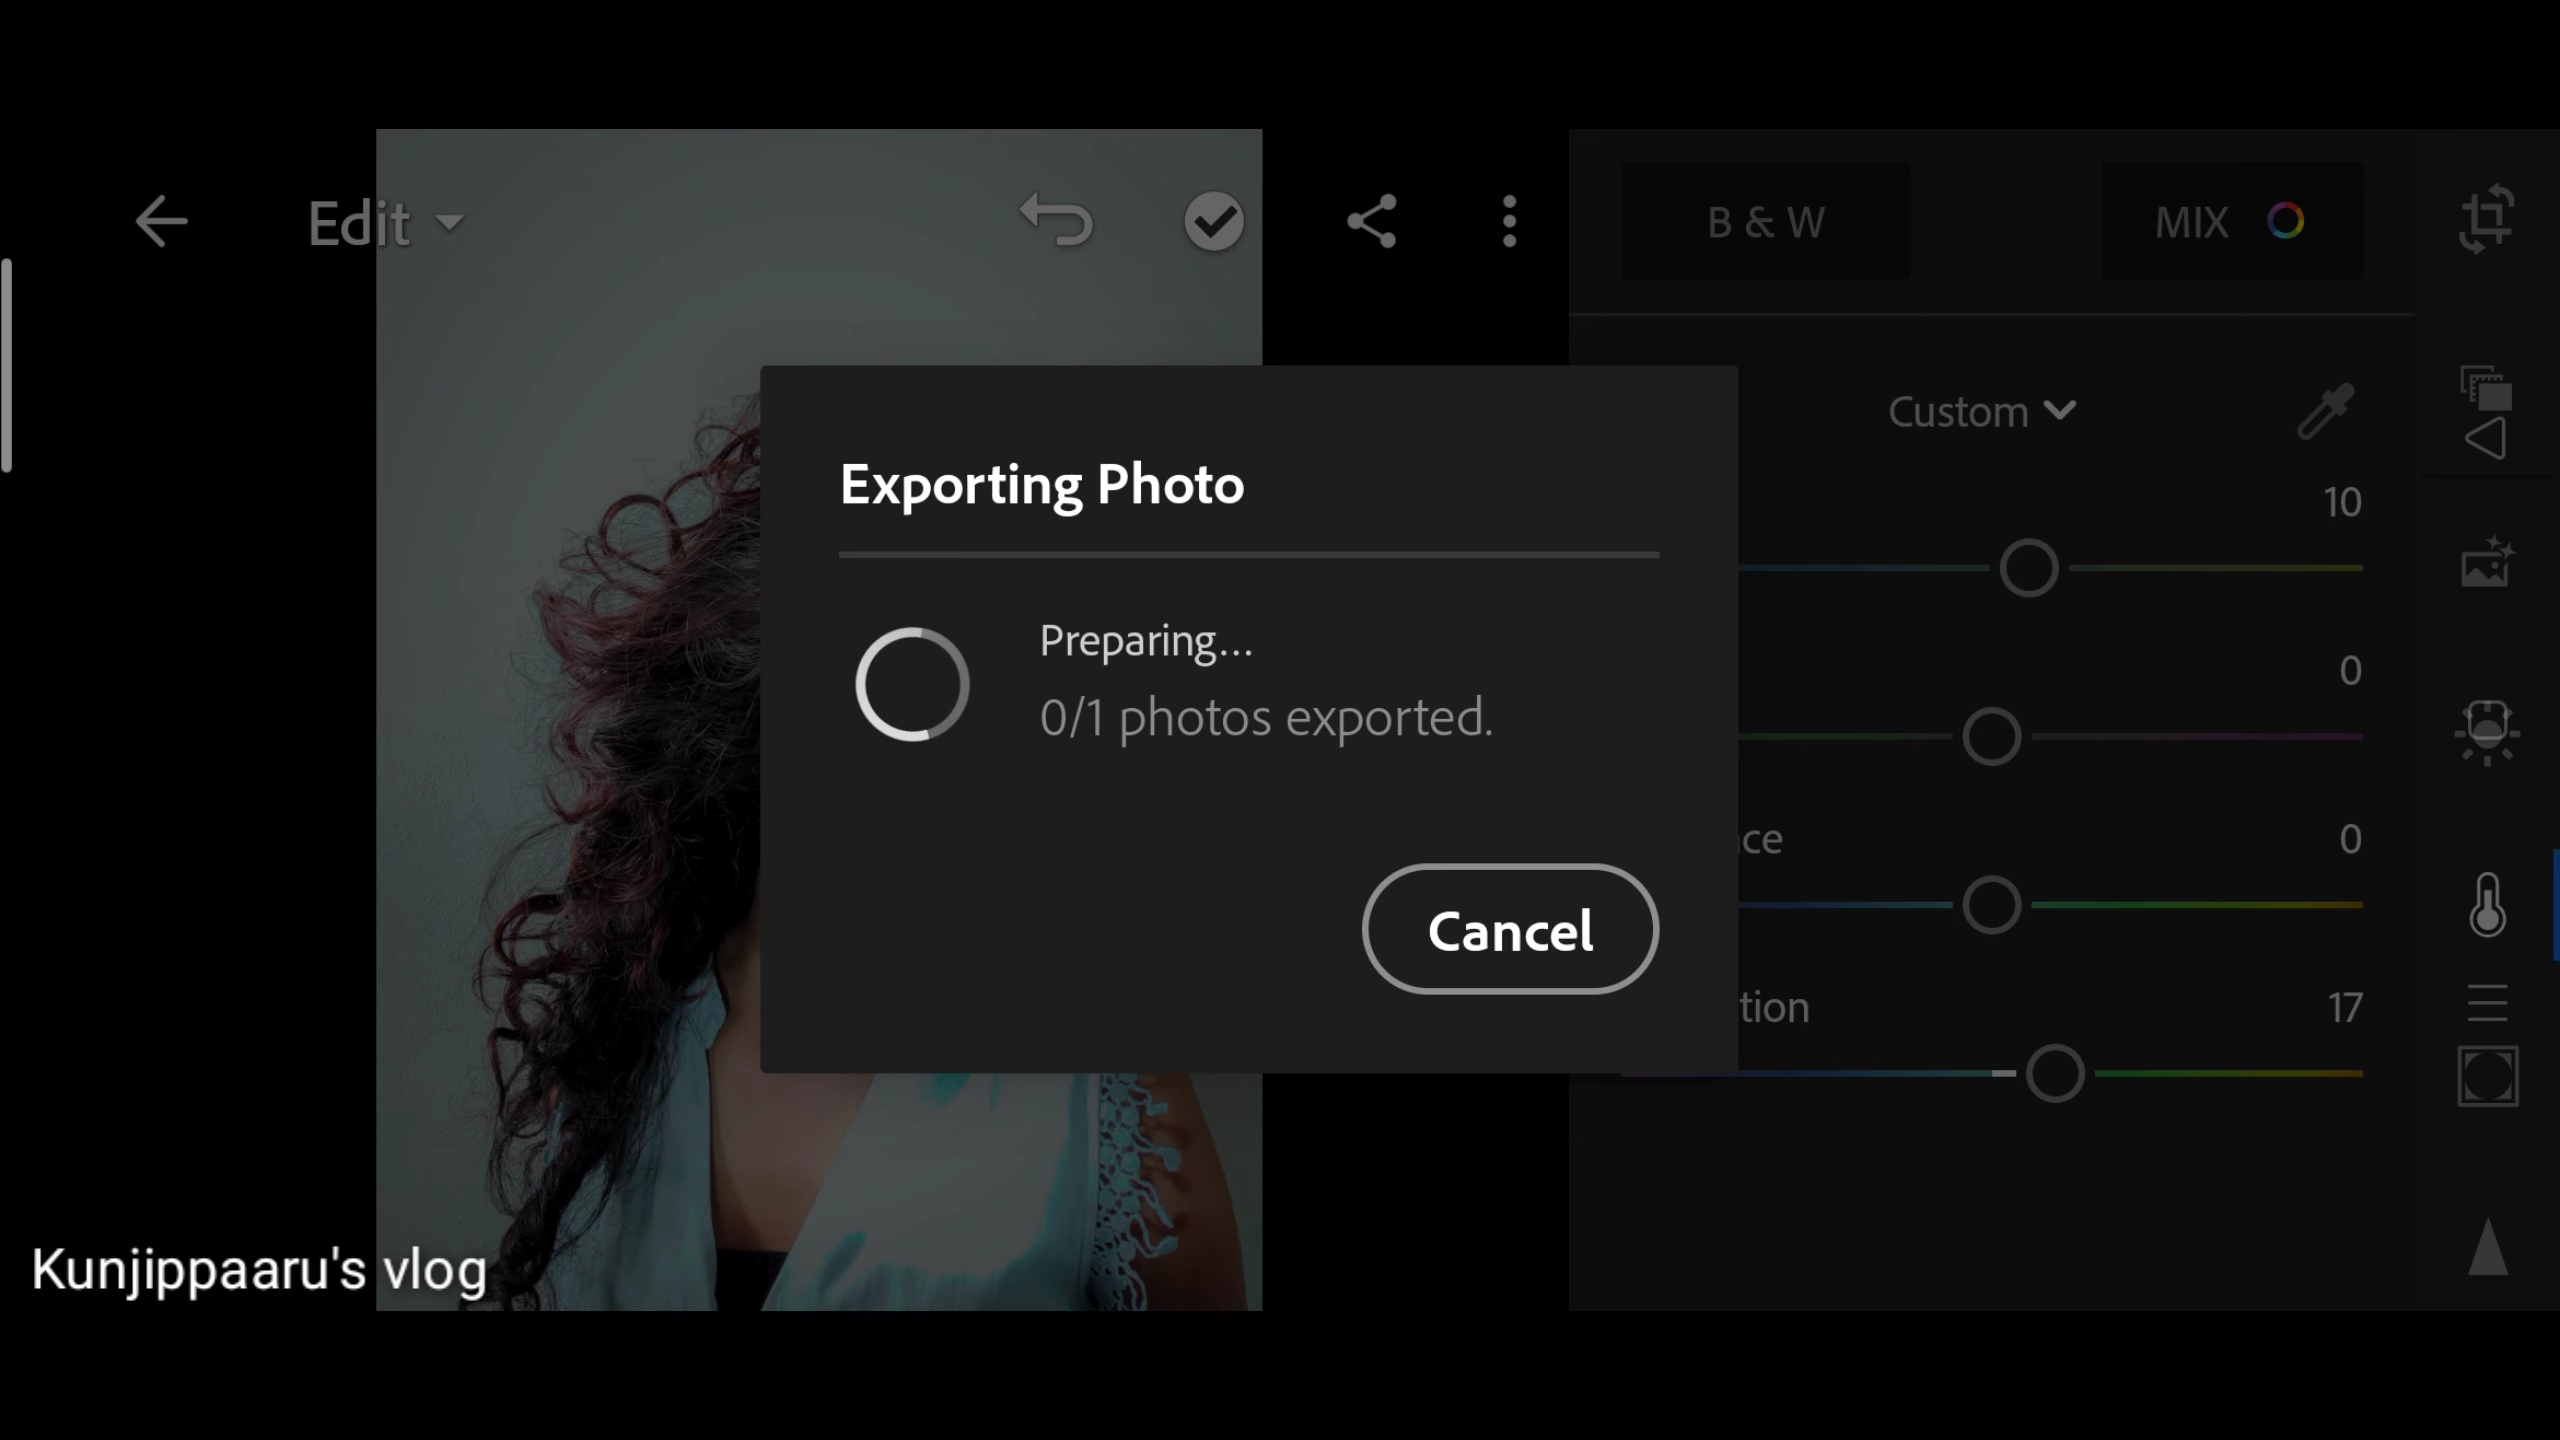 Edit
B & W
MIX
Custom
10
Exporting Photo
Preparing...
0/1 photos exported.
0
ce
0
Cancel
tion
17
Kunjippaaru's vlog